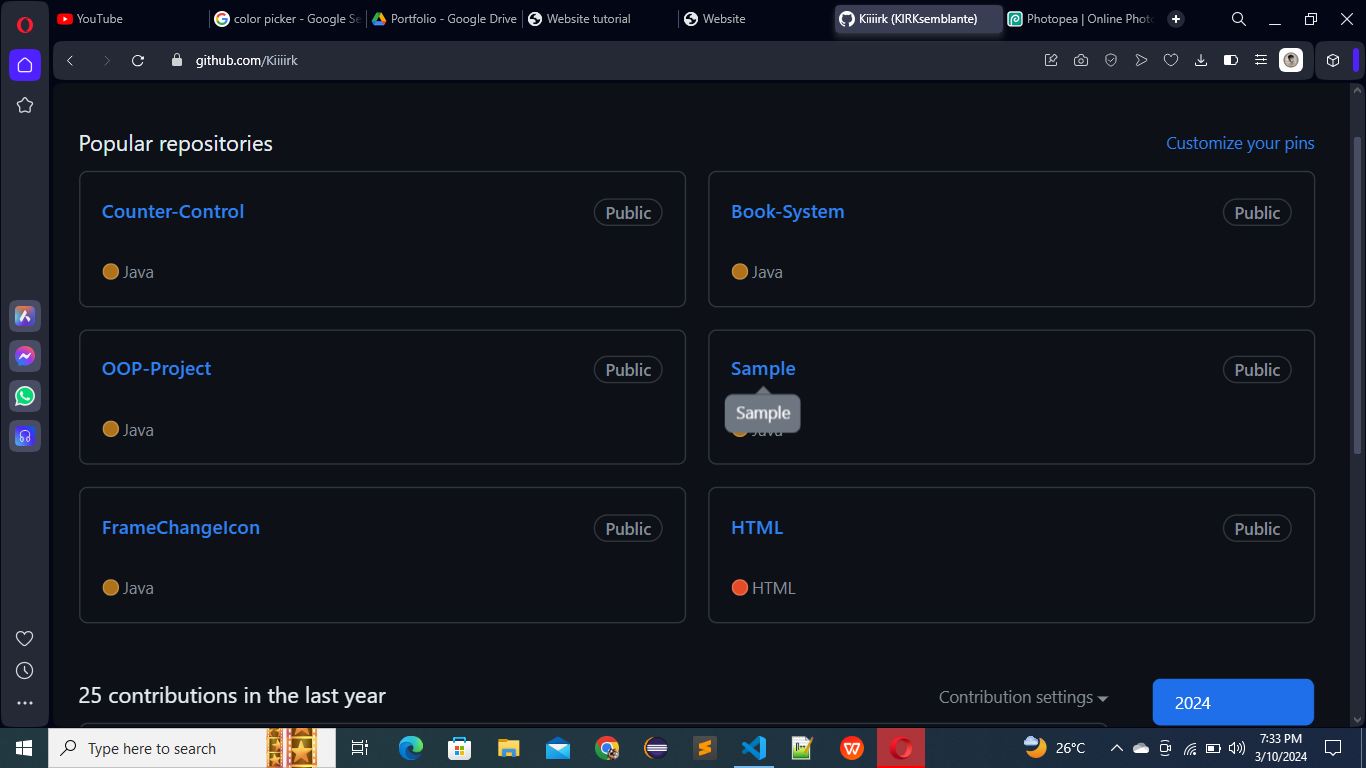 YouTube
color picker - Google Se
Portfolio - Google Drive
Website tutorial
Website
Kiiiirk (KIRKsemblante)
Photopea | Online Phot
github.com/Kiiiirk
Popular repositories
Customize your pins
Counter-Control
Public
Java
Book-System
Public
Java
OOP-Project
Public
Java
Sample
Public
Sample
Java
FrameChangeIcon
Public
Java
HTML
Public
HTML
25 contributions in the last year
Contribution settings
2024
Type here to search
26°C
7:33 PM
3/10/2024